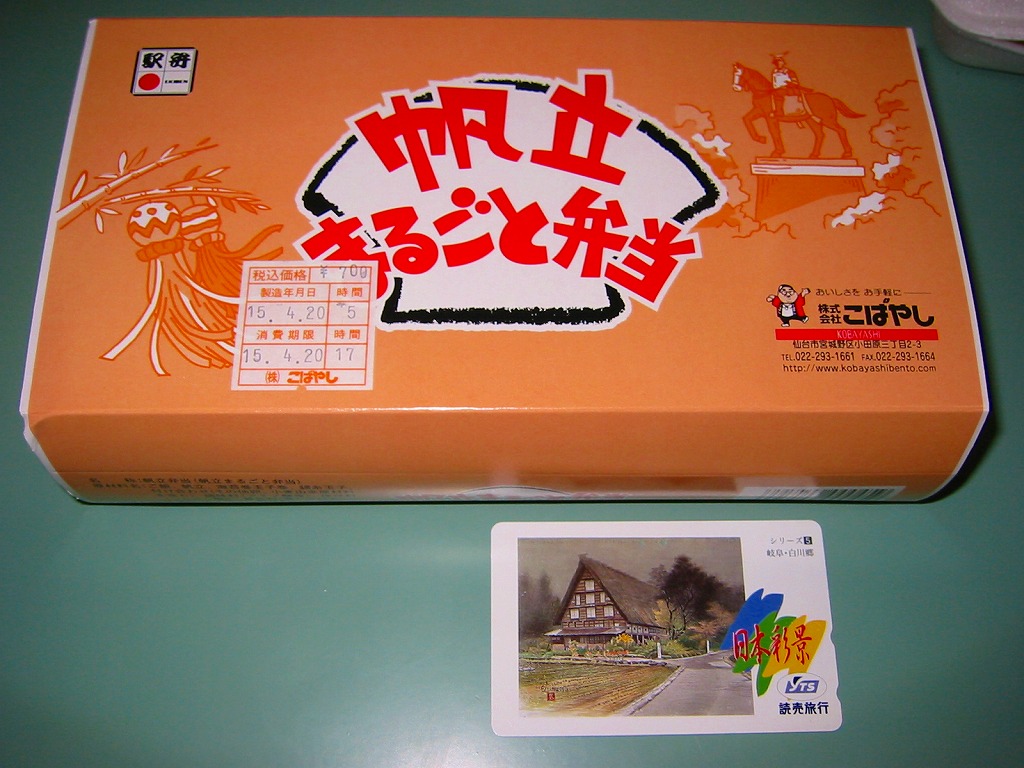 駅弁
帆立
まるごと弁当
税込価格 ¥700
製造年月日 時間
15.4.20 5
消費期限 時間
15.4.20 17
(株)こばやし
おいしさを お手軽に
株式会社 こばやし
KOBAYASHI
仙台市宮城野区小田原三丁目2-3
TEL.022-293-1661 FAX.022-293-1664
http://www.kobayashibento.com
シリーズ5
岐阜・白川郷
日本彩景
YTS
読売旅行